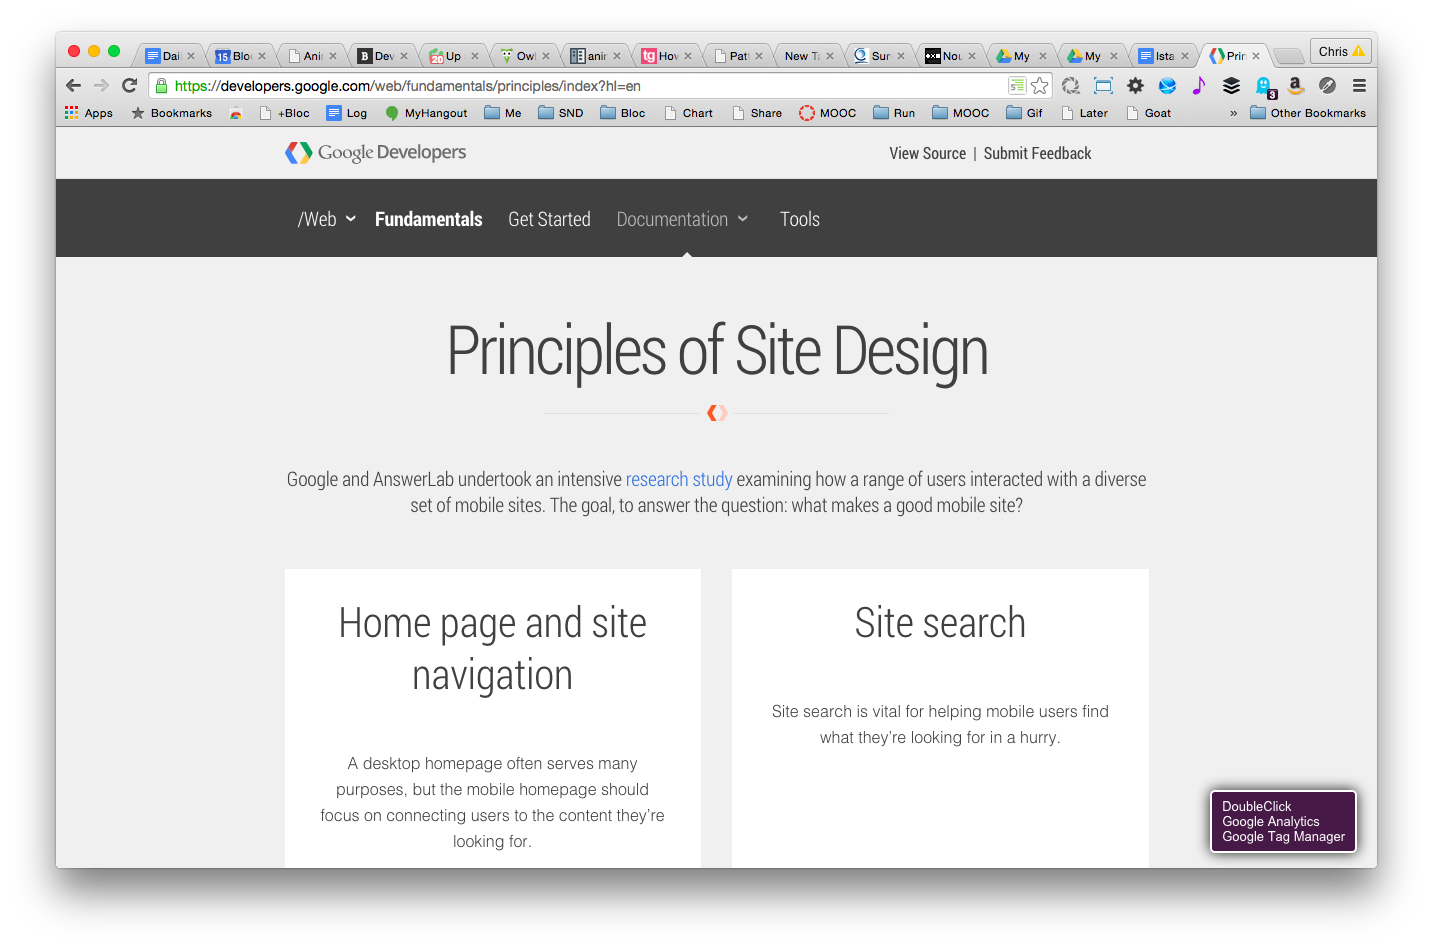 Dai Blo Ani Dev Up Owl ani Hov Pat New Ta Sur Nou My My Ista Prin Chris
https://developers.google.com/web/fundamentals/principles/index?hl=en
Apps Bookmarks +Bloc Log MyHangout Me SND Bloc Chart Share MOOC Run MOOC Gif Later Goat » Other Bookmarks
Google Developers View Source | Submit Feedback
/Web Fundamentals Get Started Documentation Tools
Principles of Site Design
Google and AnswerLab undertook an intensive research study examining how a range of users interacted with a diverse
set of mobile sites. The goal, to answer the question: what makes a good mobile site?
Home page and site
navigation
A desktop homepage often serves many
purposes, but the mobile homepage should
focus on connecting users to the content they're
looking for.
Site search
Site search is vital for helping mobile users find
what they're looking for in a hurry.
DoubleClick
Google Analytics
Google Tag Manager